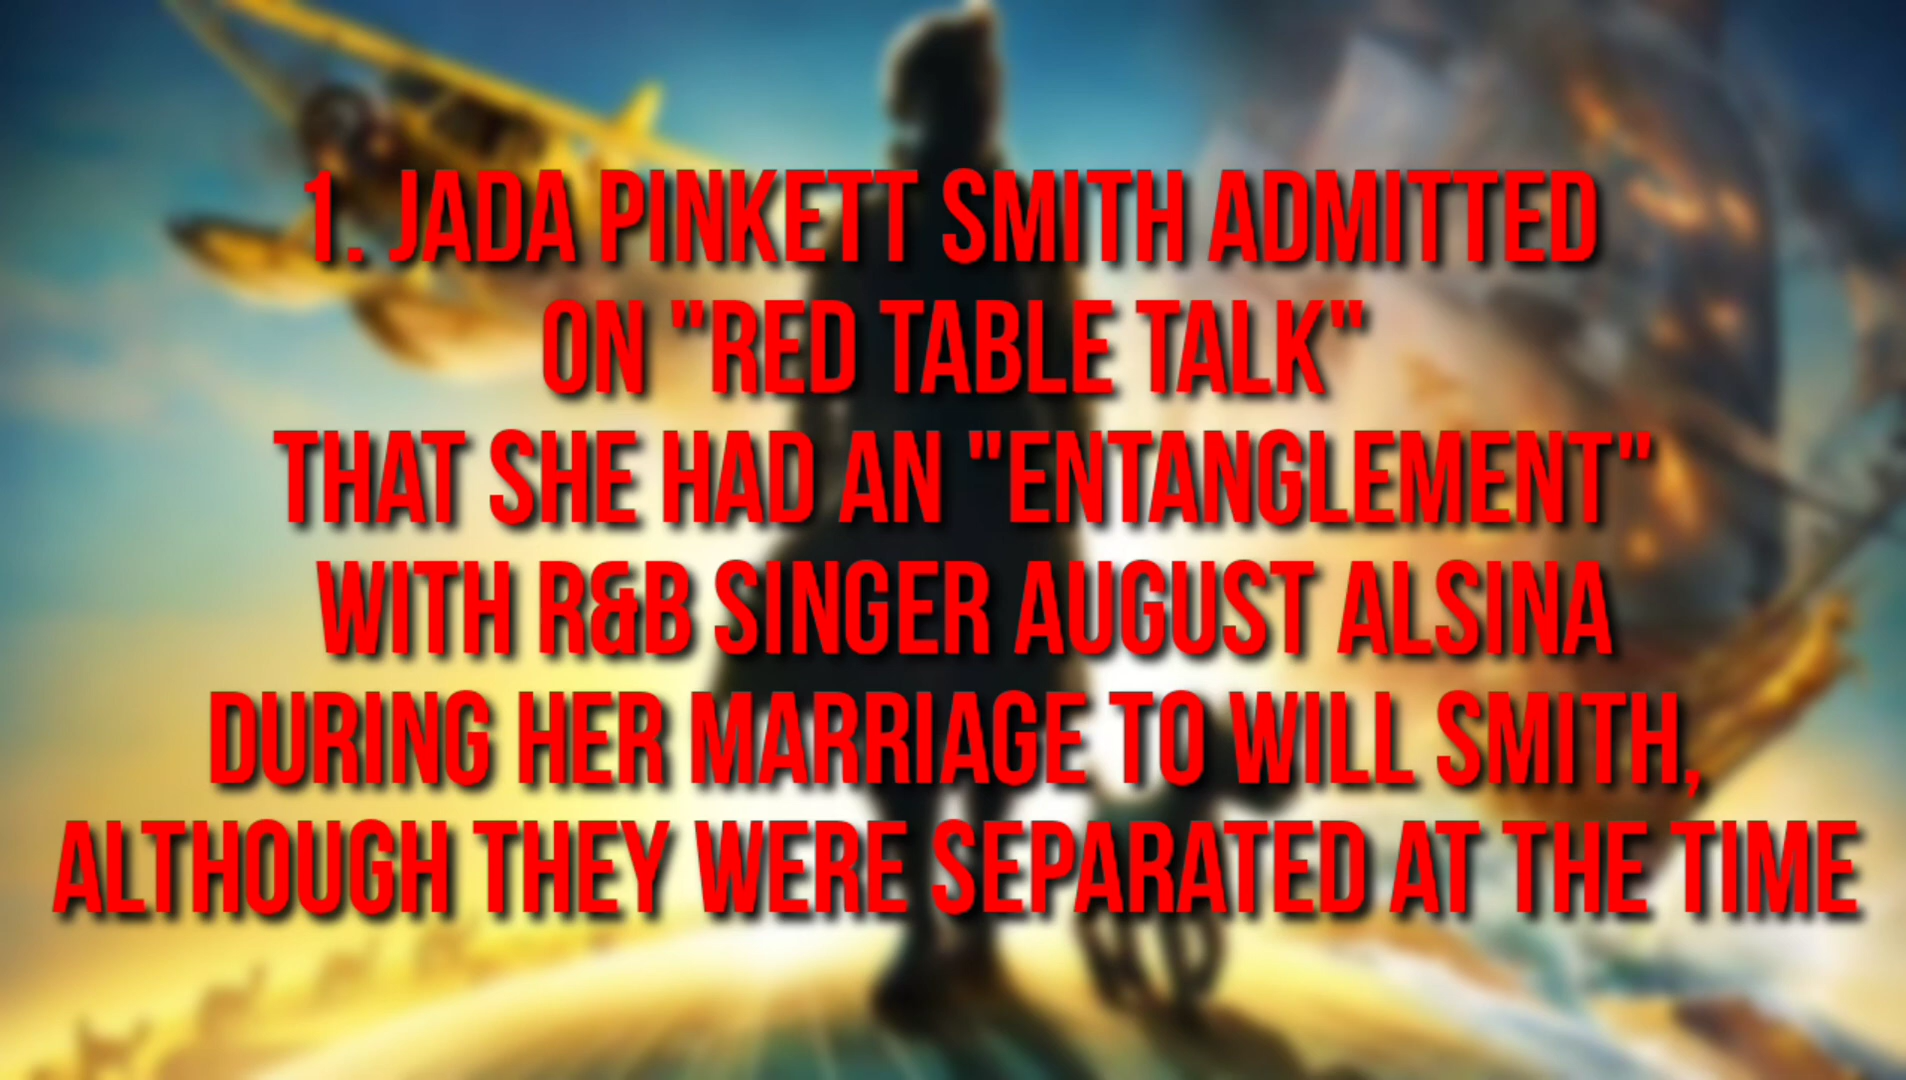 1. JADA PINKETT SMITH ADMITTED
ON "RED TABLE TALK"
THAT SHE HAD AN "ENTANGLEMENT"
WITH R&B SINGER AUGUST ALSINA
DURING HER MARRIAGE TO WILL SMITH,
ALTHOUGH THEY WERE SEPARATED AT THE TIME